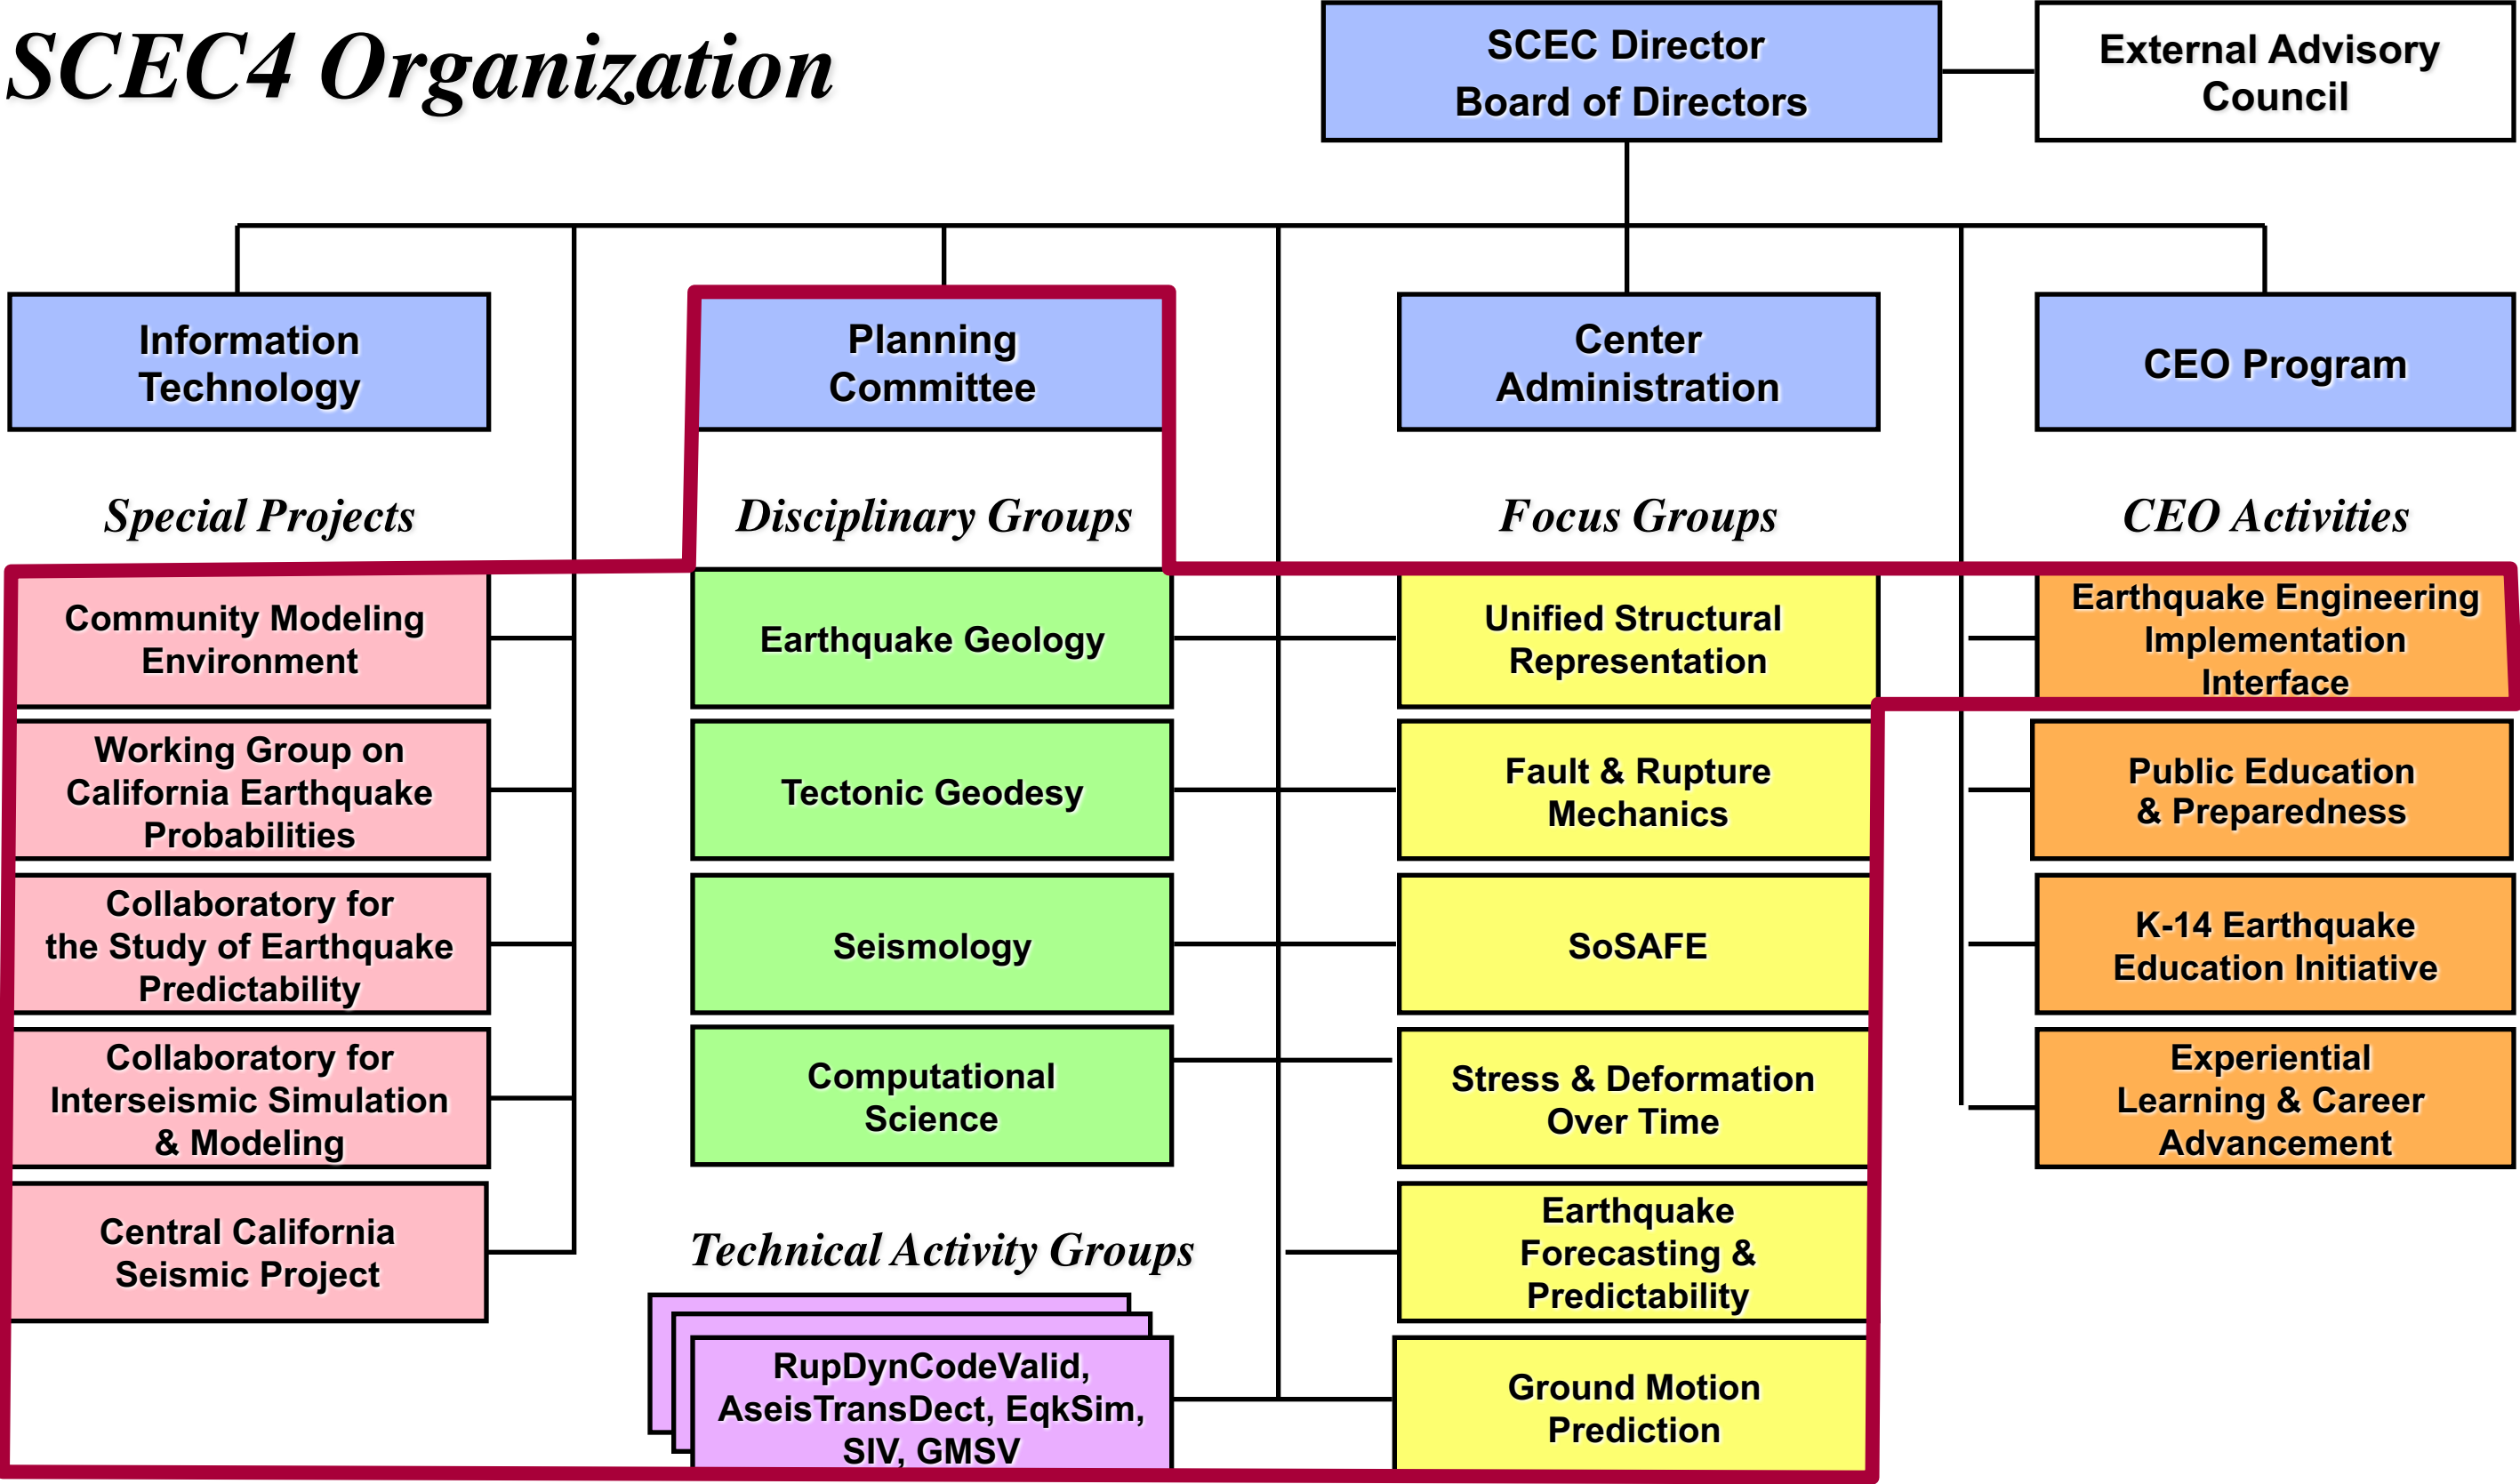 SCEC4 Organization
SCEC Director
Board of Directors
External Advisory
Council
Information
Technology
Planning
Committee
Center
Administration
CEO Program
Special Projects
Disciplinary Groups
Focus Groups
CEO Activities
Community Modeling
Environment
Working Group on
California Earthquake
Probabilities
Collaboratory for
the Study of Earthquake
Predictability
Collaboratory for
Interseismic Simulation
& Modeling
Central California
Seismic Project
Earthquake Geology
Tectonic Geodesy
Seismology
Computational
Science
Technical Activity Groups
RupDynCodeValid,
AseisTransDect, EqkSim,
SIV, GMSV
Unified Structural
Representation
Fault & Rupture
Mechanics
SoSAFE
Stress & Deformation
Over Time
Earthquake
Forecasting &
Predictability
Ground Motion
Prediction
Earthquake Engineering
Implementation
Interface
Public Education
& Preparedness
K-14 Earthquake
Education Initiative
Experiential
Learning & Career
Advancement